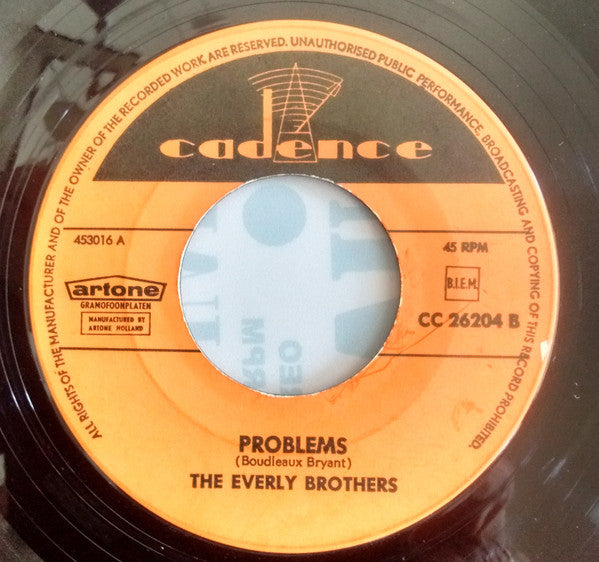 ALL RIGHTS OF THE MANUFACTURER AND OF THE OWNER OF THE RECORDED WORK ARE RESERVED. UNAUTHORISED PUBLIC PERFORMANCE, BROADCASTING AND COPYING OF THIS RECORD PROHIBITED.
cadence
453016 A
45 RPM
artone
GRAMOFOONPLATEN
MANUFACTURED BY
ARTONE HOLLAND
B.I.E.M.
CC 26204 B
RPM
PROBLEMS
(Boudleaux Bryant)
THE EVERLY BROTHERS